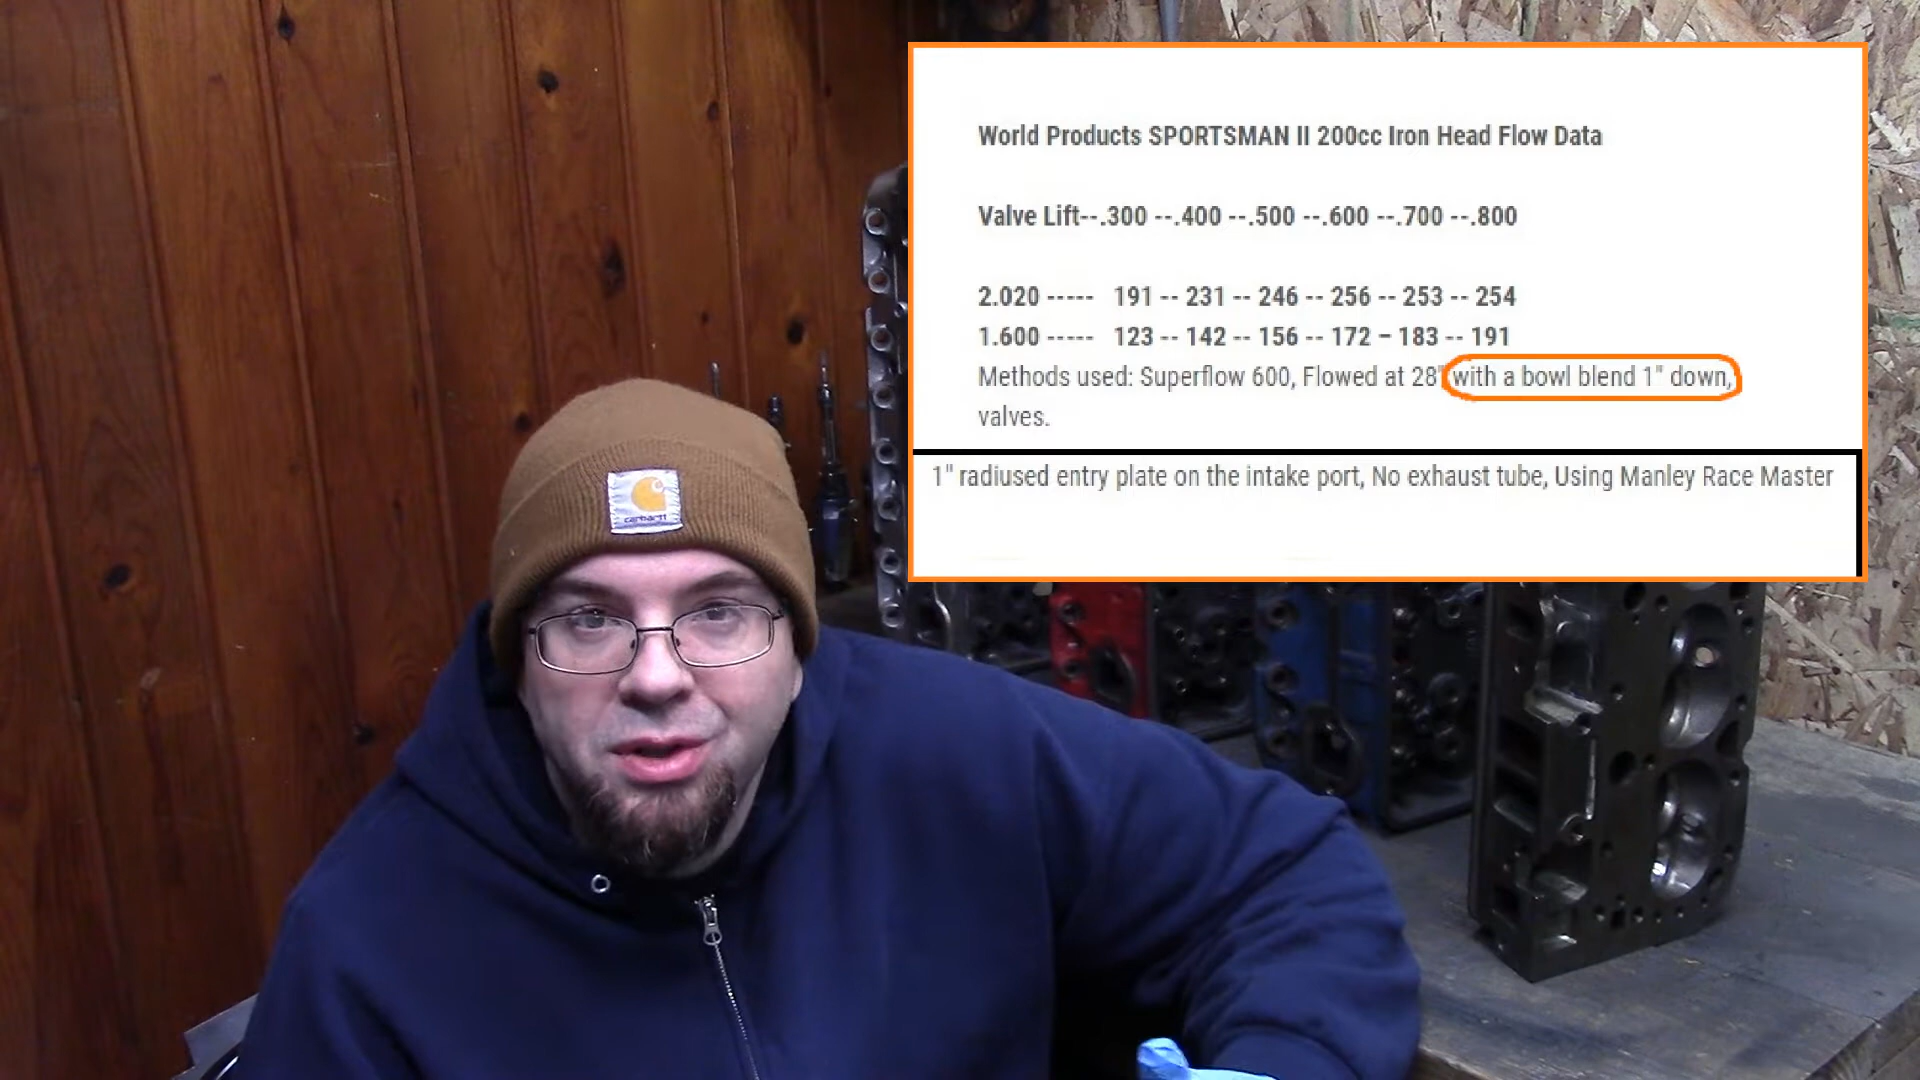 World Products SPORTSMAN II 200cc Iron Head Flow Data
Valve Lift--.300 --.400 --.500 --.600 --.700 --.800
2.020 ----- 191 -- 231 -- 246 -- 256 -- 253 -- 254
1.600 ----- 123 -- 142 -- 156 -- 172 – 183 -- 191
Methods used: Superflow 600, Flowed at 28" with a bowl blend 1" down,
valves.
1" radiused entry plate on the intake port, No exhaust tube, Using Manley Race Master
carhartt